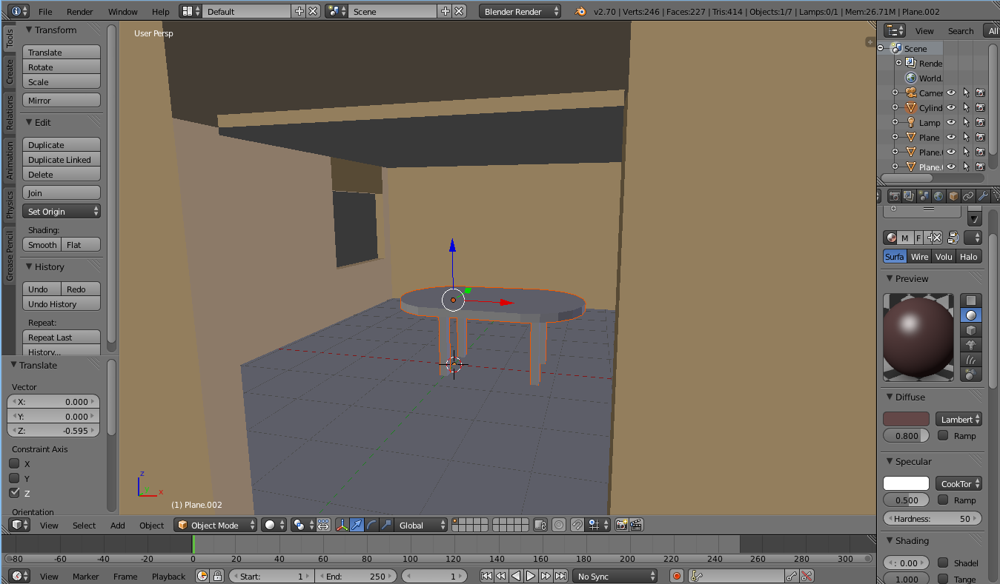 File Render Window Help Default Scene Blender Render v2.70 | Verts:246 | Faces:227 | Tris:414 | Objects:1/7 | Lamps:0/1 | Mem:26.71M | Plane.002
Tools
Create
Relations
Animation
Physics
Grease Pencil
Transform
Translate
Rotate
Scale
Mirror
Edit
Duplicate
Duplicate Linked
Delete
Join
Set Origin
Shading:
Smooth Flat
History
Undo Redo
Undo History
Repeat:
Repeat Last
History...
Translate
Vector
X: 0.000
Y: 0.000
Z: -0.595
Constraint Axis
X
Y
Z
Orientation
User Persp
z
y
x
(1) Plane.002
View Search All
Scene
Rende
World.
Camer
Cylind
Lamp
Plane
Plane.
Plane.
M F
Surfa Wire Volu Halo
Preview
Diffuse
Lambert
0.800 Ramp
Specular
CookTor
0.500 Ramp
Hardness: 50
Shading
: 0.00 Shadel
1.000 Tange
View Select Add Object Object Mode Global
-80 -60 -40 -20 0 20 40 60 80 100 120 140 160 180 200 220 240 260 280 300
View Marker Frame Playback Start: 1 End: 250 1 No Sync